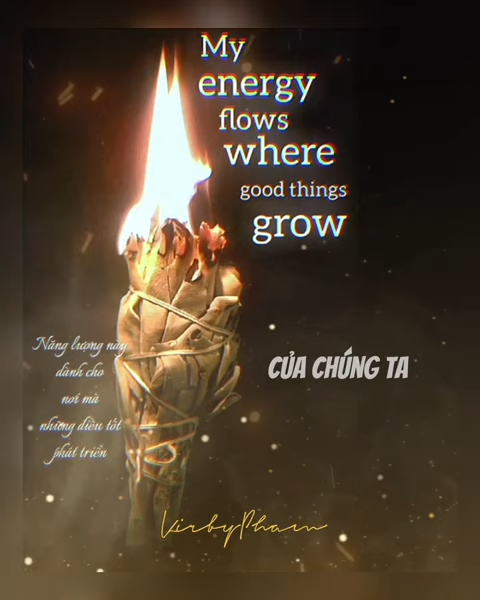 My
energy
flows
where
good things
grow
Năng lượng này
dành cho
nơi mà
những điều tốt
phát triển
CỦA CHÚNG TA
VirbyPham